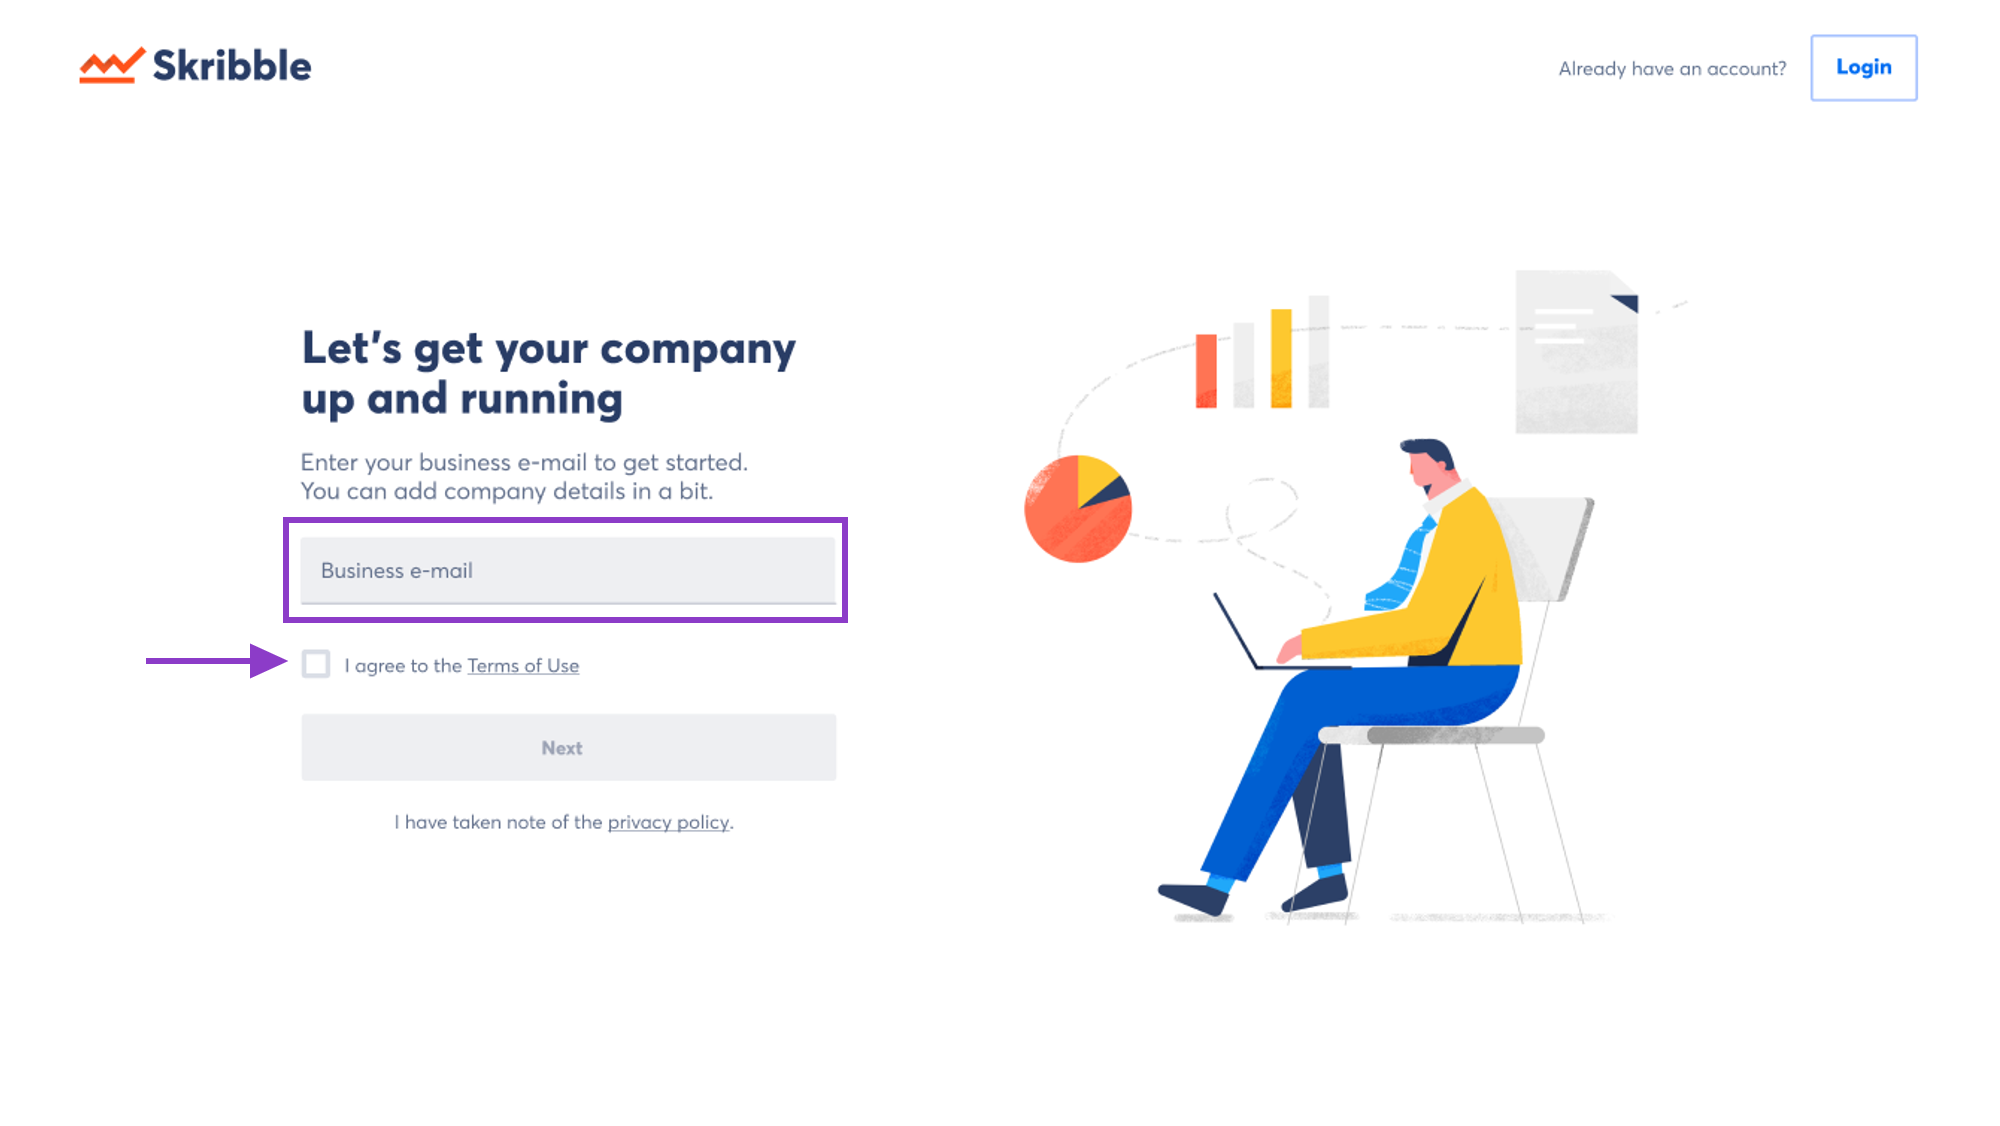 Skribble
Already have an account?
Login
Let's get your company
up and running
Enter your business e-mail to get started.
You can add company details in a bit.
Business e-mail
I agree to the Terms of Use
Next
I have taken note of the privacy policy.